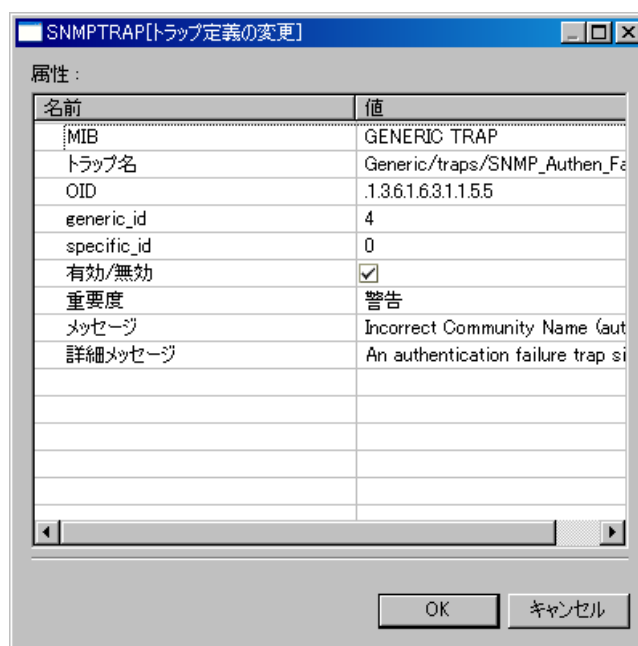 SNMPTRAP[トラップ定義の変更]
属性:
名前 値
MIB GENERIC TRAP
トラップ名 Generic/traps/SNMP_Authen_Fa
OID .1.3.6.1.6.3.1.1.5.5
generic_id 4
specific_id 0
有効/無効
重要度 警告
メッセージ Incorrect Community Name (aut
詳細メッセージ An authentication failure trap si
OK キャンセル